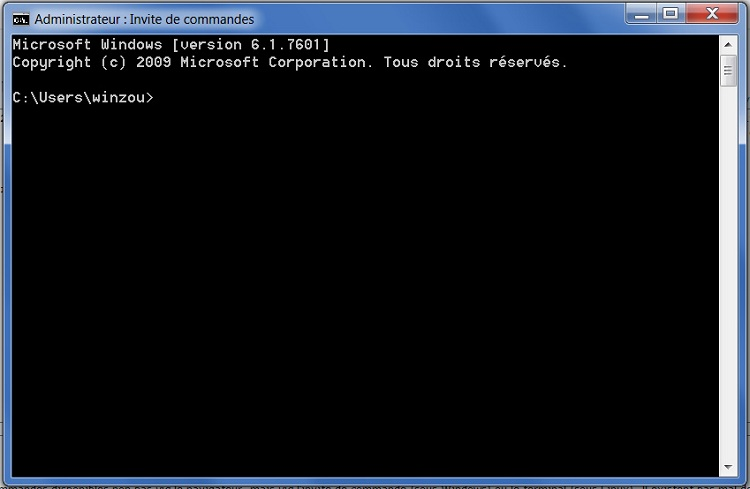 Administrateur : Invite de commandes
Microsoft Windows [version 6.1.7601]
Copyright (c) 2009 Microsoft Corporation. Tous droits réservés.
C:\Users\winzou>